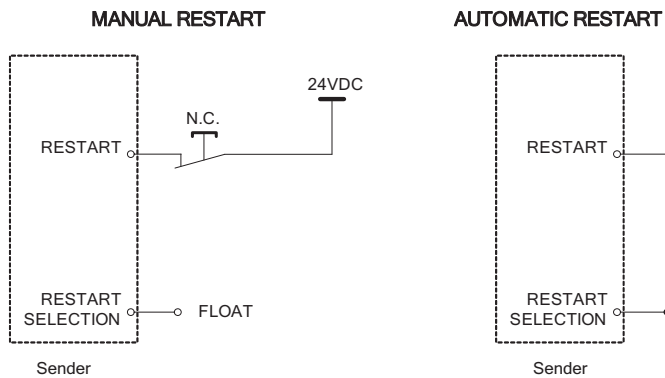 MANUAL RESTART
24VDC
N.C.
RESTART
RESTART
SELECTION
FLOAT
Sender
AUTOMATIC RESTART
RESTART
RESTART
SELECTION
Sender